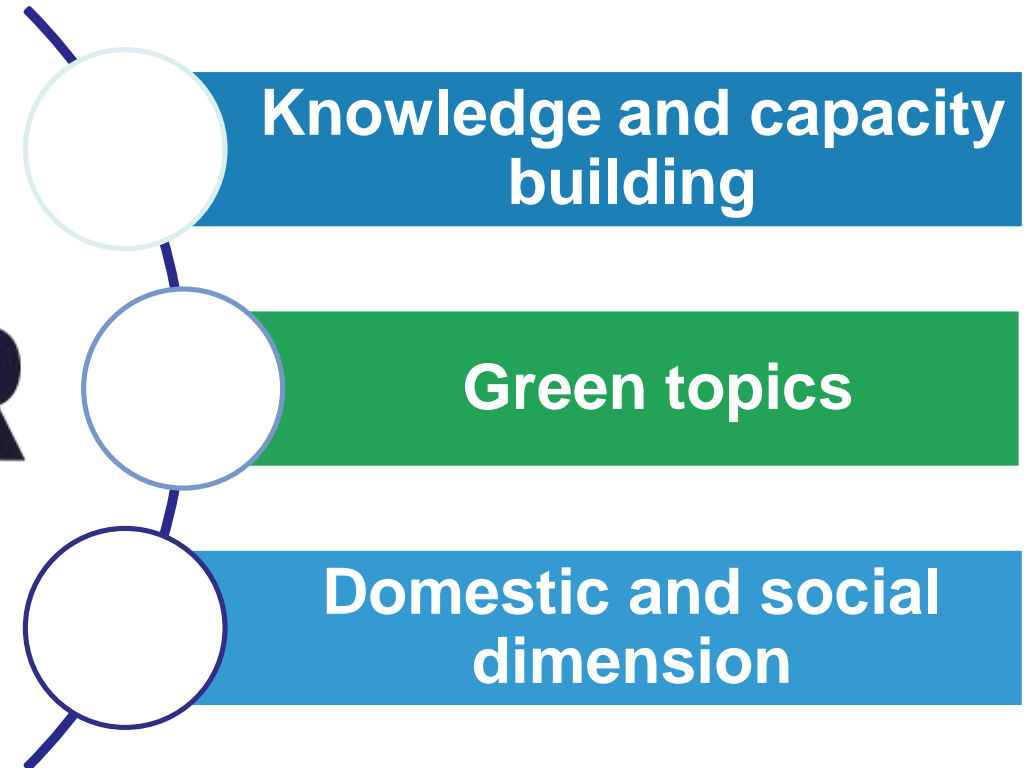 Knowledge and capacity
building
R
Green topics
Domestic and social
dimension